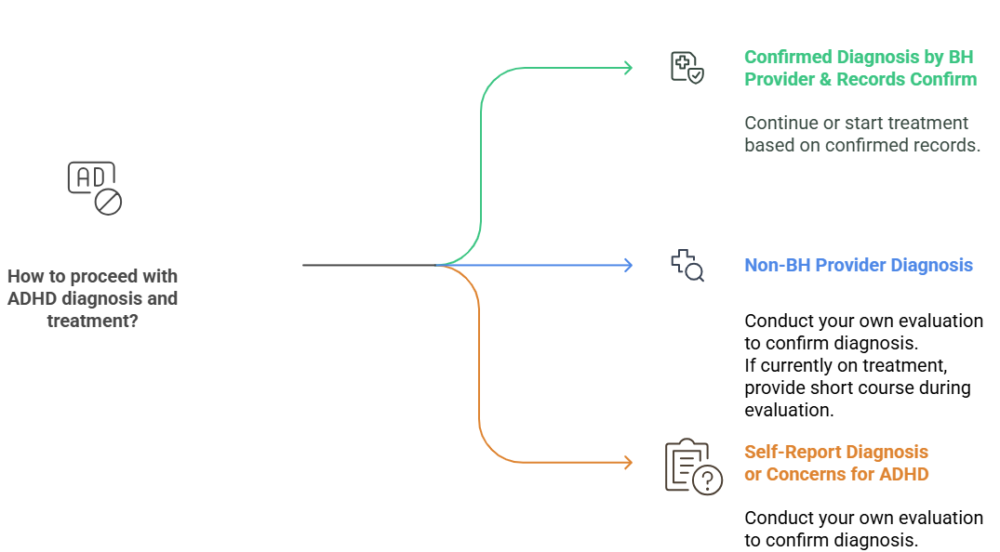 AD
How to proceed with
ADHD diagnosis and
treatment?
Confirmed Diagnosis by BH
Provider & Records Confirm
Continue or start treatment
based on confirmed records.
Non-BH Provider Diagnosis
Conduct your own evaluation
to confirm diagnosis.
If currently on treatment,
provide short course during
evaluation.
?
Self-Report Diagnosis
or Concerns for ADHD
Conduct your own evaluation
to confirm diagnosis.